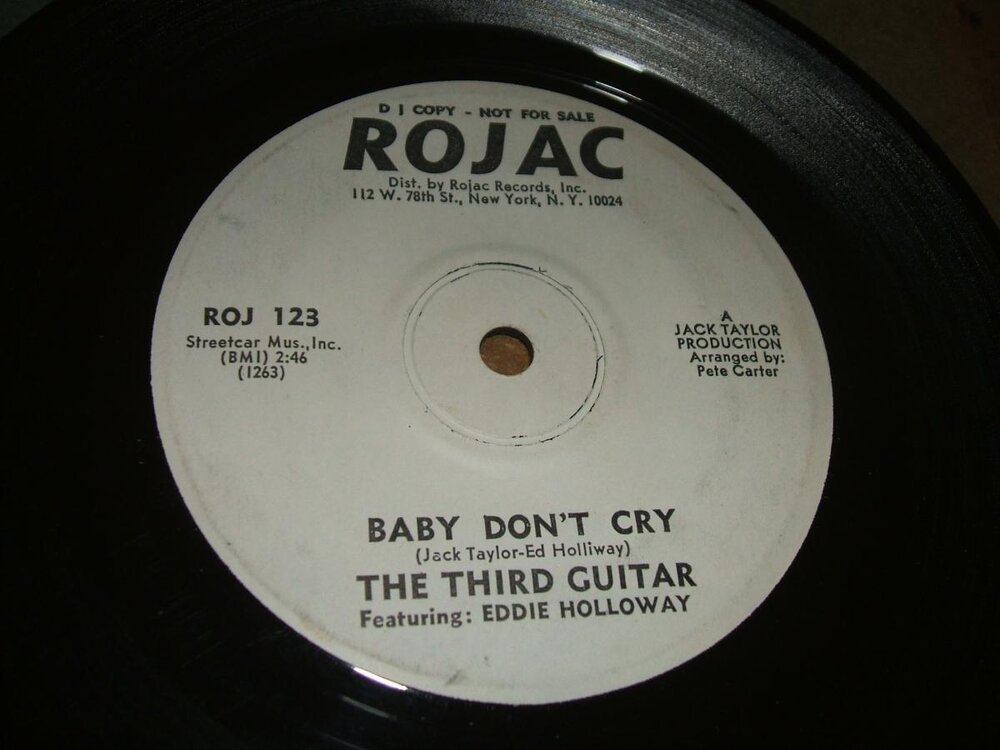 D J COPY - NOT FOR SALE
ROJAC
Dist. by Rojac Records, Inc.
112 W. 78th St., New York, N. Y. 10024
ROJ 123
Streetcar Mus., Inc.
(BMI) 2:46
(1263)
A
JACK TAYLOR
PRODUCTION
Arranged by:
Pete Carter
BABY DON'T CRY
(Jack Taylor-Ed Holliway)
THE THIRD GUITAR
Featuring: EDDIE HOLLOWAY